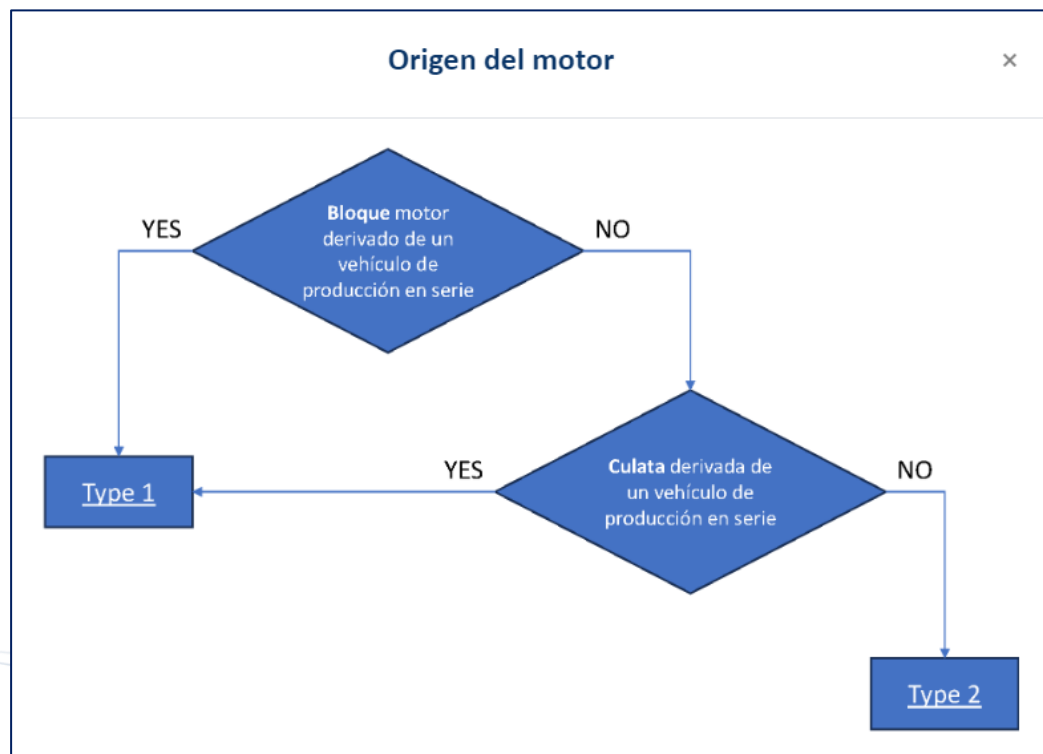 Origen del motor
×
YES
Bloque motor
derivado de un
vehículo de
producción en serie
NO
Type 1
YES
Culata derivada de
un vehículo de
producción en serie
NO
Type 2